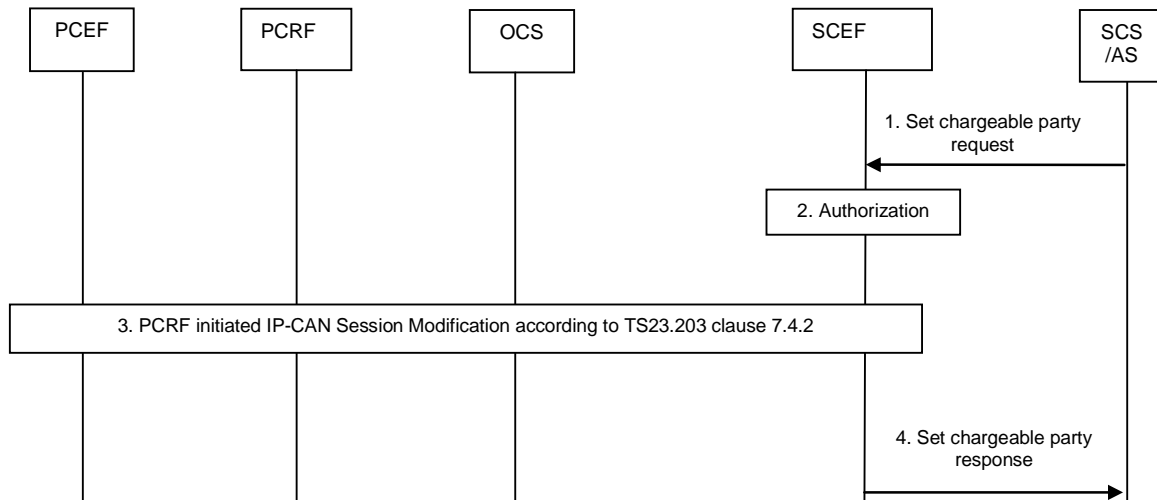 PCEF
PCRF
OCS
SCEF
SCS
/AS
1. Set chargeable party
request
2. Authorization
3. PCRF initiated IP-CAN Session Modification according to TS23.203 clause 7.4.2
4. Set chargeable party
response